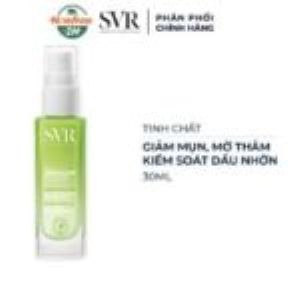 SVR
PHÂN PHỐI
CHÍNH HÃNG
SVR
TINH CHẤT
GIẢM MỤN, MỜ THÂM
KIỂM SOÁT DẦU NHỜN
30ML